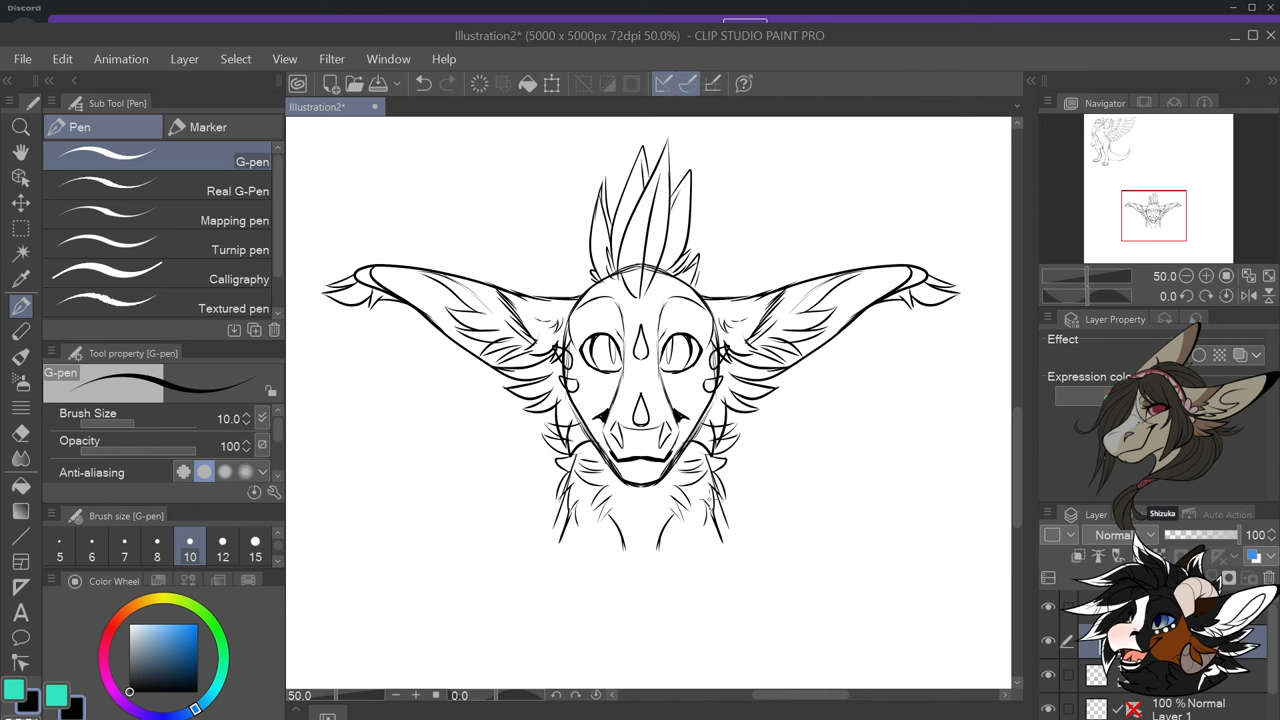 Discord
Illustration2* (5000 x 5000px 72dpi 50.0%) - CLIP STUDIO PAINT PRO
File Edit Animation Layer Select View Filter Window Help
Sub Tool [Pen]
Illustration2*
Navigator
Pen
Marker
G-pen
Real G-Pen
Mapping pen
Turnip pen
Calligraphy
Textured pen
50.0
0.0
Layer Property
Tool property [G-pen]
Effect
G-pen
Expression colo
Brush Size 10.0
Opacity 100
Anti-aliasing
Brush size [G-pen]
Layer
Shizuka
Auto Action
Normal 100
5 6 7 8 10 12 15
Color Wheel
50.0 0.0
100 % Normal
Layer 1